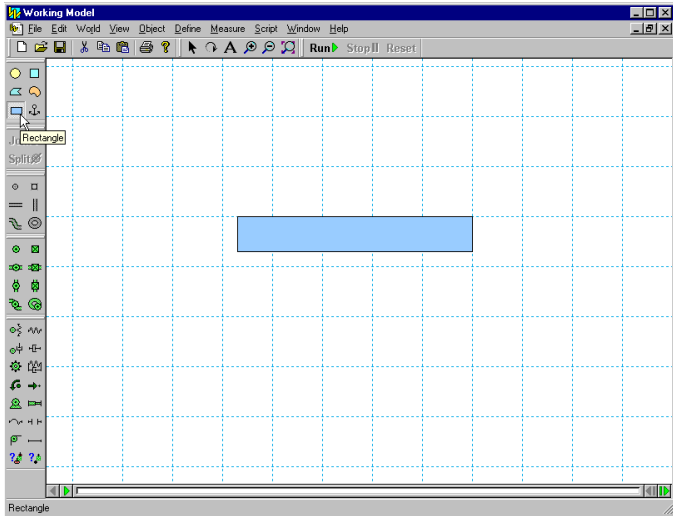 Working Model
File Edit World View Object Define Measure Script Window Help
A Run Stop Reset
Rectangle
Split
Rectangle